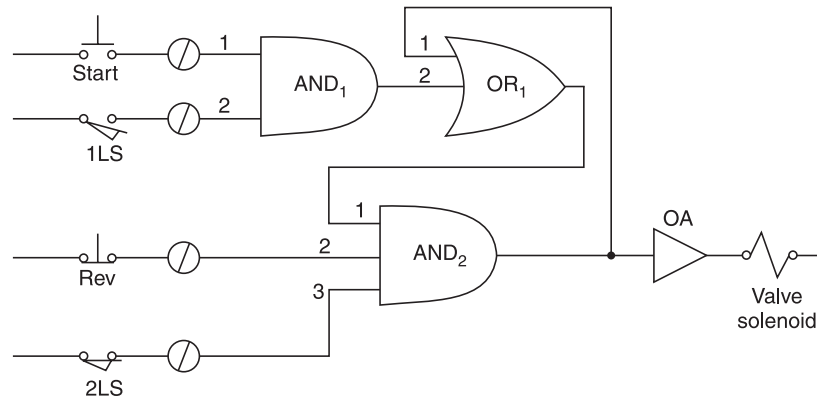 1
1
Start
AND1
2
OR1
2
1LS
1
OA
2
AND2
Rev
3
Valve
solenoid
2LS